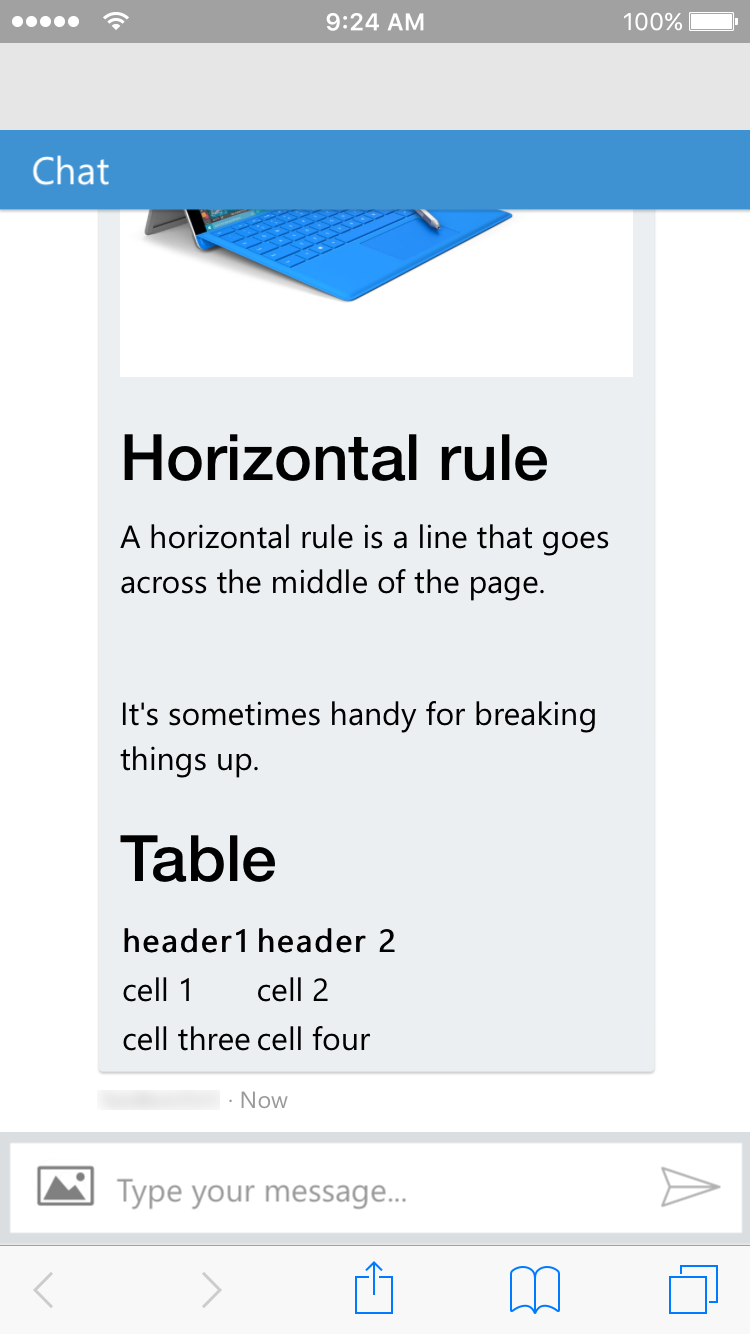 9:24 AM
100%
Chat
Horizontal rule
A horizontal rule is a line that goes
across the middle of the page.
It's sometimes handy for breaking
things up.
Table
header1 header 2
cell 1 cell 2
cell three cell four
· Now
Type your message...